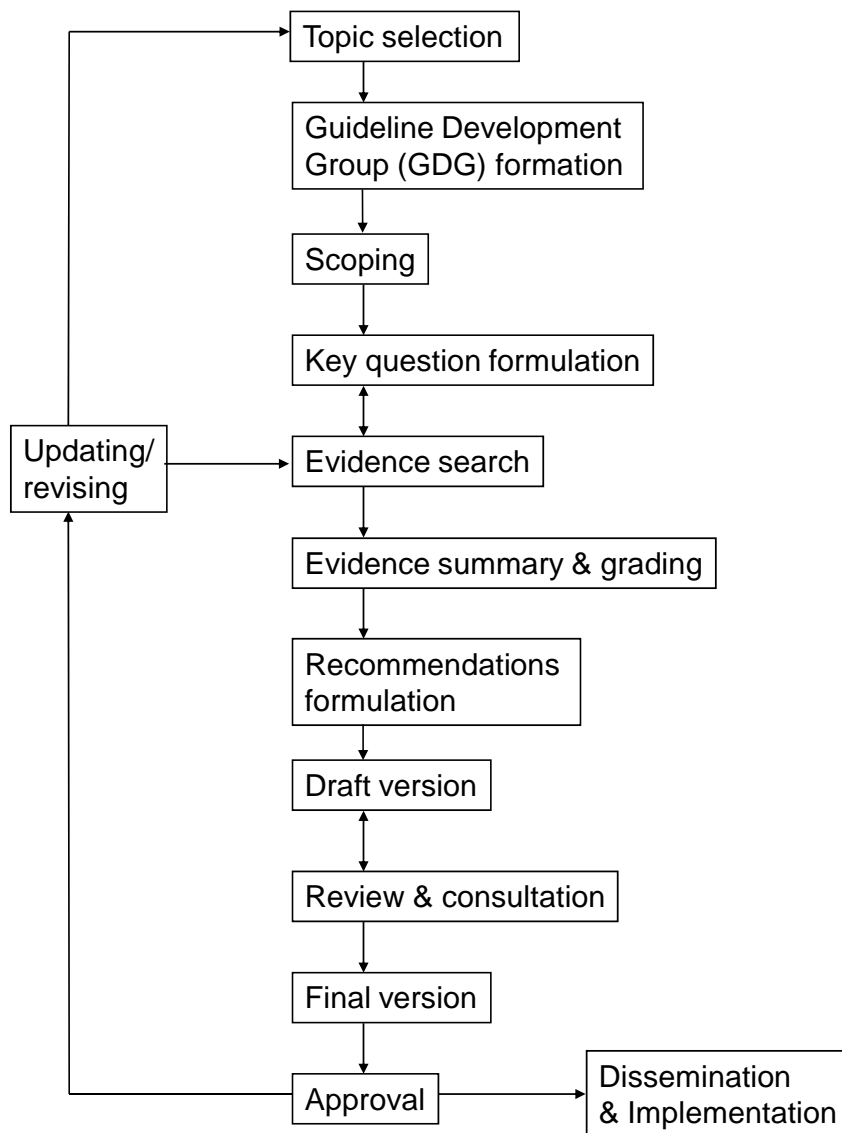 Topic selection
Guideline Development
Group (GDG) formation
Scoping
Key question formulation
Updating/
revising
Evidence search
Evidence summary & grading
Recommendations
formulation
Draft version
Review & consultation
Final version
Approval
Dissemination
& Implementation